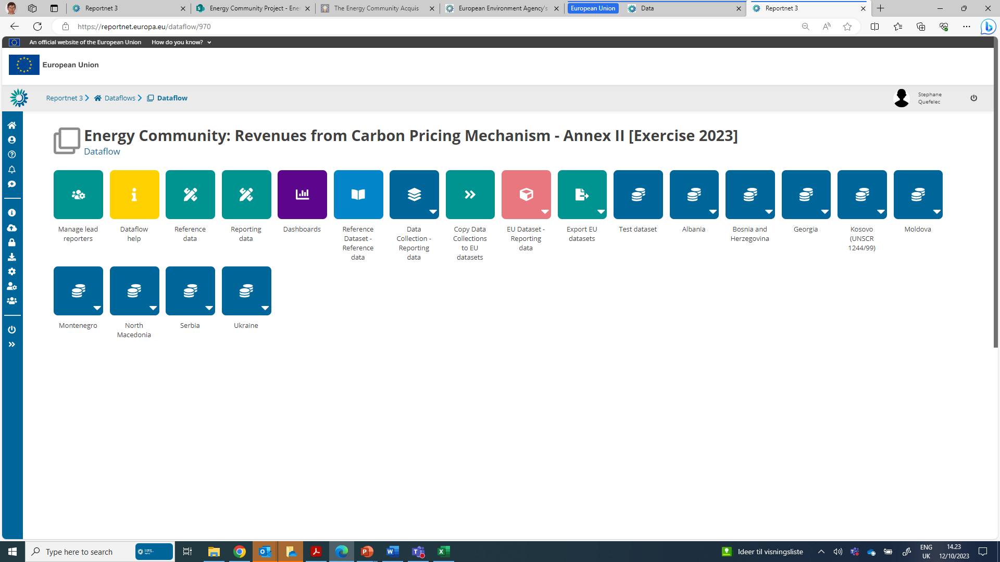 Reportnet 3
Energy Community Project - Ene
The Energy Community Acquis
European Environment Agency's
European Union
Data
Reportnet 3
https://reportnet.europa.eu/dataflow/970
An official website of the European Union
How do you know?
European Union
Reportnet 3
Dataflows
Dataflow
Stephane
Quefelec
Energy Community: Revenues from Carbon Pricing Mechanism - Annex II [Exercise 2023]
Dataflow
Manage lead
reporters
Dataflow
help
Reference
data
Reporting
data
Dashboards
Reference
Dataset -
Reference
data
Data
Collection -
Reporting
data
Copy Data
Collections
to EU
datasets
EU Dataset -
Reporting
data
Export EU
datasets
Test dataset
Albania
Bosnia and
Herzegovina
Georgia
Kosovo
(UNSCR
1244/99)
Moldova
Montenegro
North
Macedonia
Serbia
Ukraine
Type here to search
Ideer til visningsliste
ENG
UK
14.23
12/10/2023